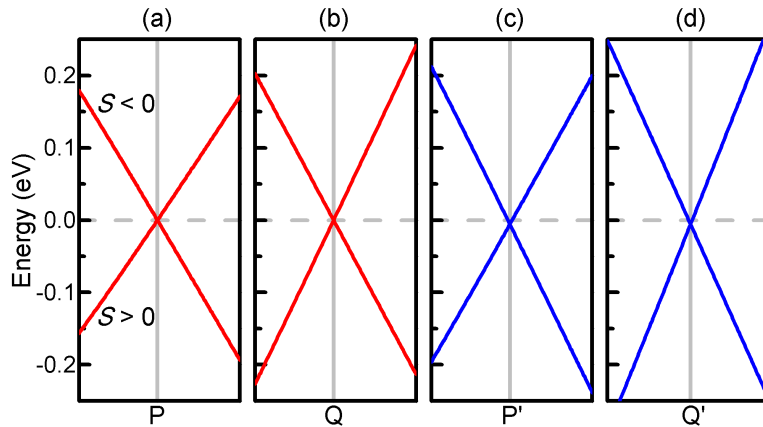 (a) (b) (c) (d)
Energy (eV)
0.2
0.1
0.0
-0.1
-0.2
S < 0
S > 0
P Q P' Q'